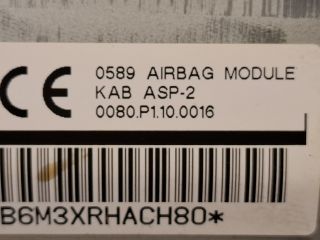 CE 0589 AIRBAG MODULE
KAB ASP-2
0080.P1.10.0016
B6M3XRHACH80*